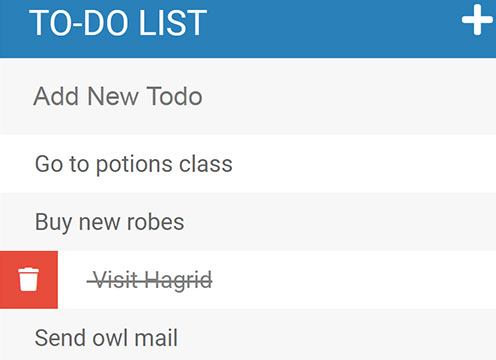 TO-DO LIST
Add New Todo
Go to potions class
Buy new robes
Visit Hagrid
Send owl mail